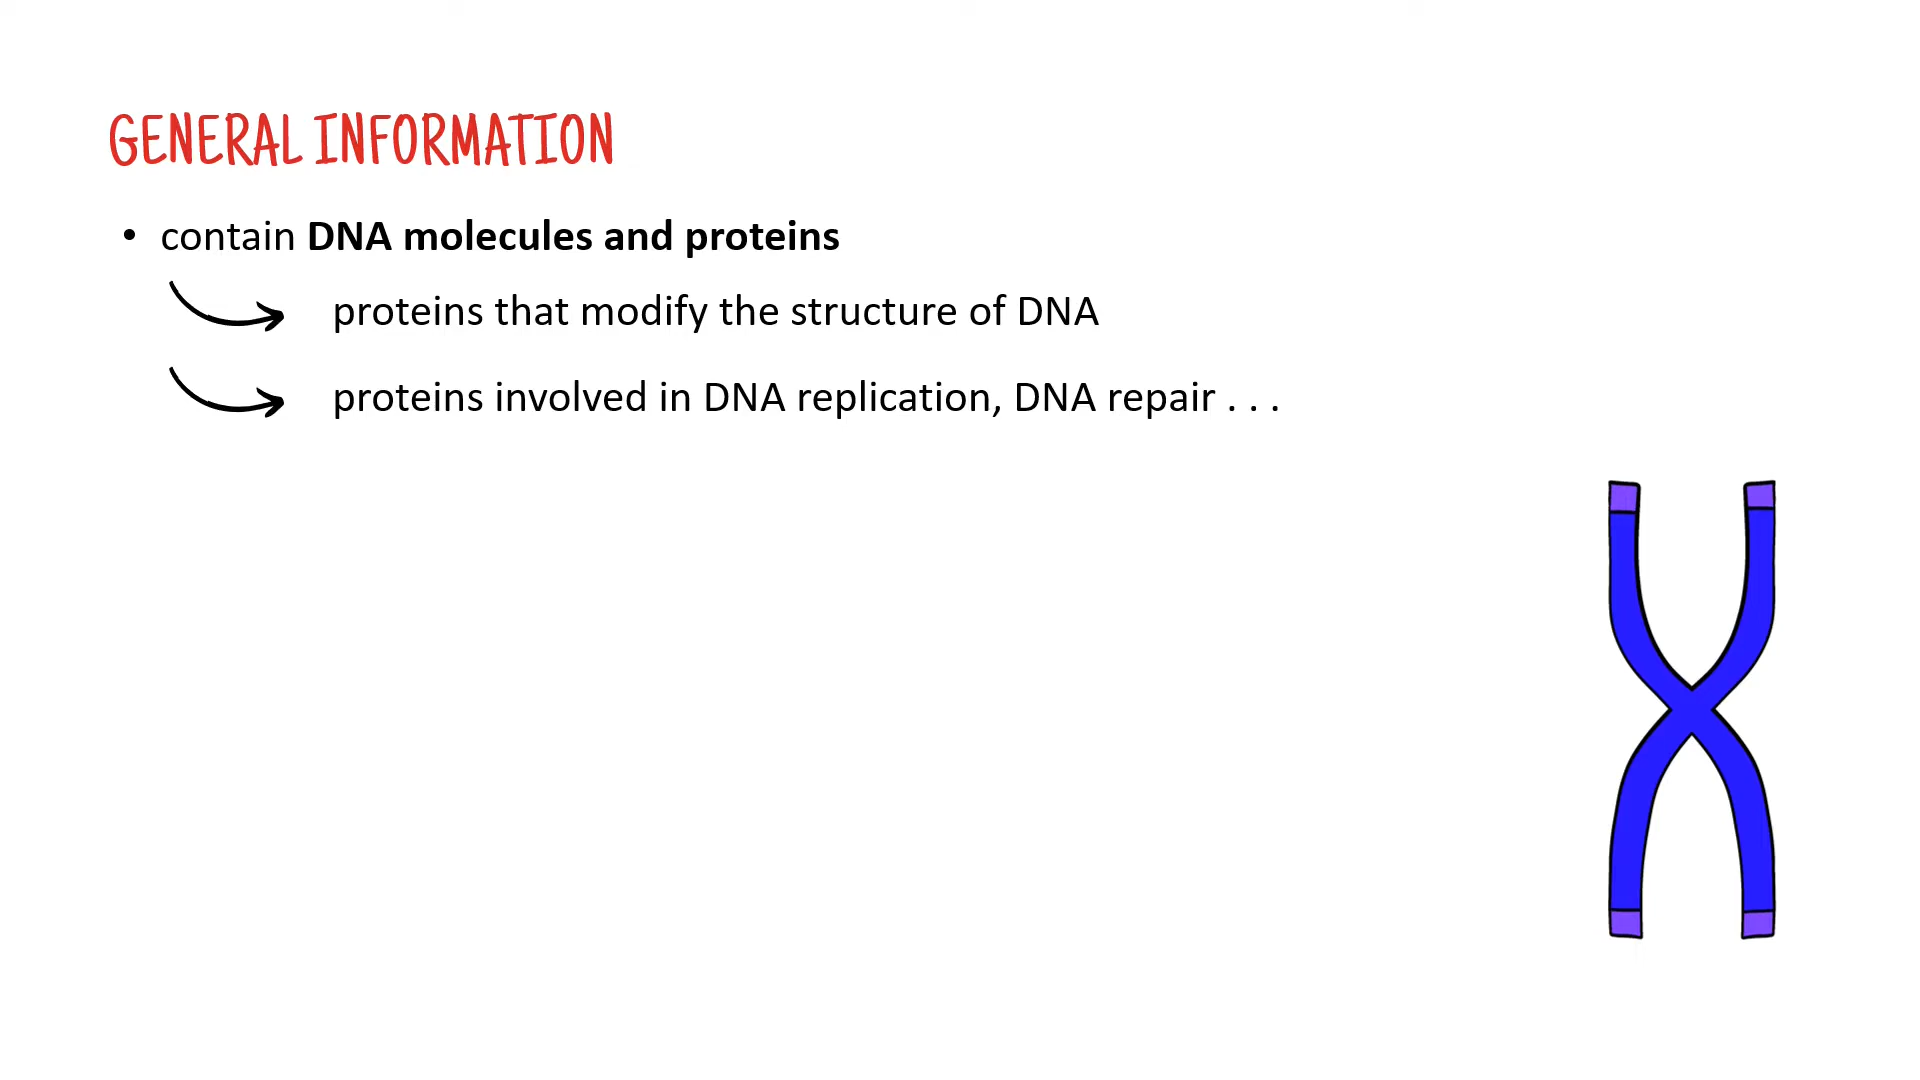 GENERAL INFORMATION
• contain DNA molecules and proteins
proteins that modify the structure of DNA
proteins involved in DNA replication, DNA repair . . .